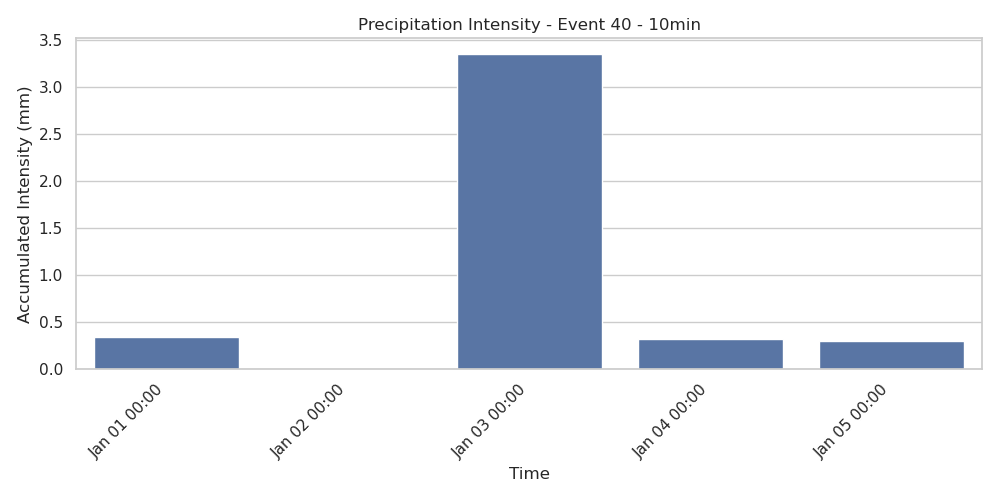 Precipitation Intensity - Event 40 - 10min
Accumulated Intensity (mm)
3.5
3.0
2.5
2.0
1.5
1.0
0.5
0.0
Jan 01 00:00
Jan 02 00:00
Jan 03 00:00
Jan 04 00:00
Jan 05 00:00
Time